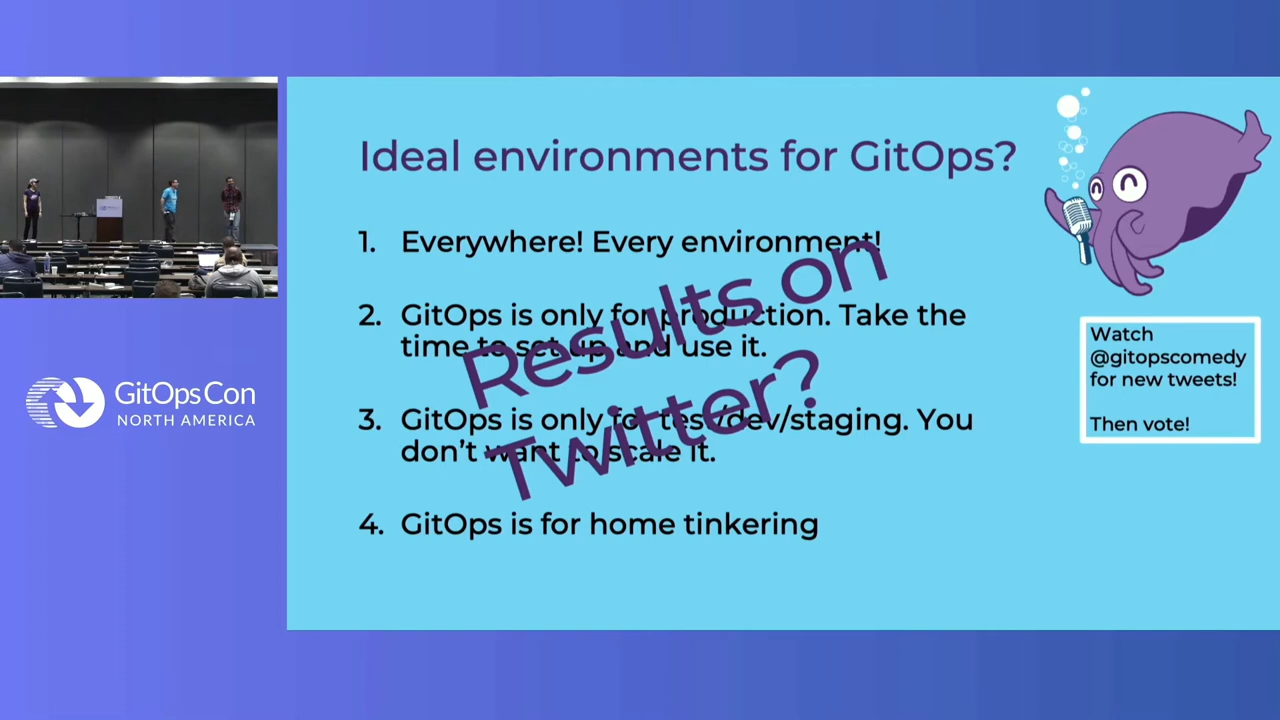 Ideal environments for GitOps?
1. Everywhere! Every environment!
2. GitOps is only for production. Take the
time to set up and use it.
3. GitOps is only for test/dev/staging. You
don't want to scale it.
4. GitOps is for home tinkering
Results on
Twitter?
Watch
@gitopscomedy
for new tweets!
Then vote!
GitOpsCon
NORTH AMERICA